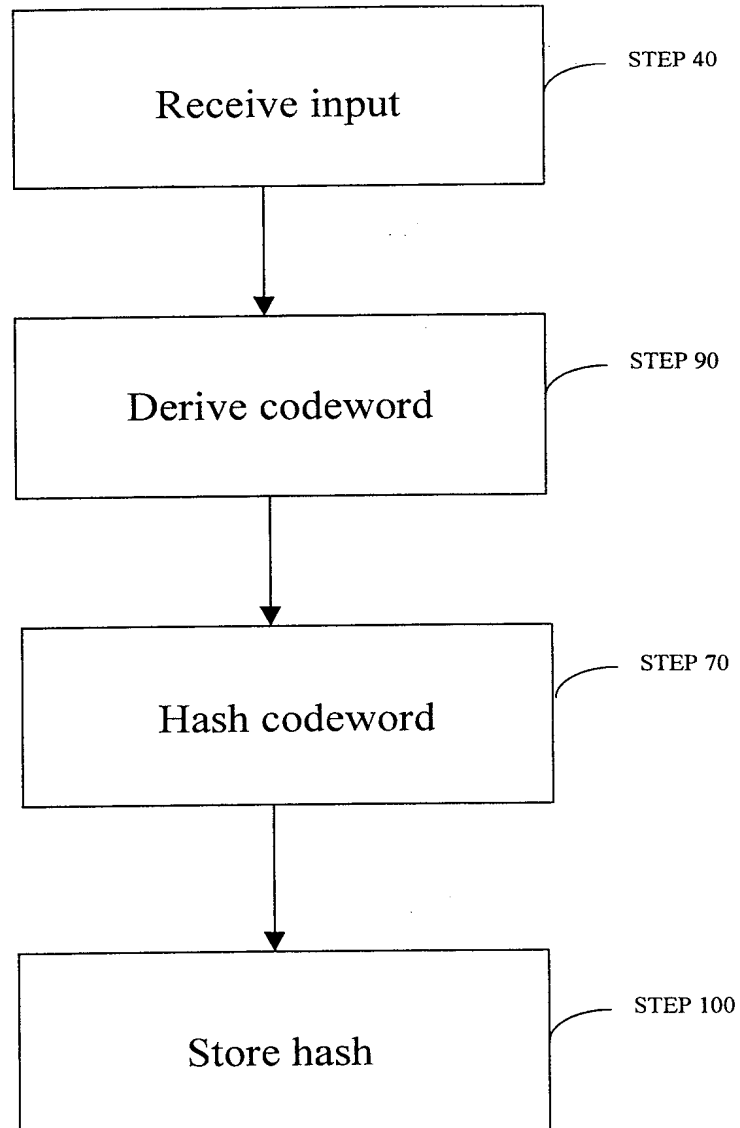 Receive input
STEP 40
Derive codeword
STEP 90
Hash codeword
STEP 70
Store hash
STEP 100